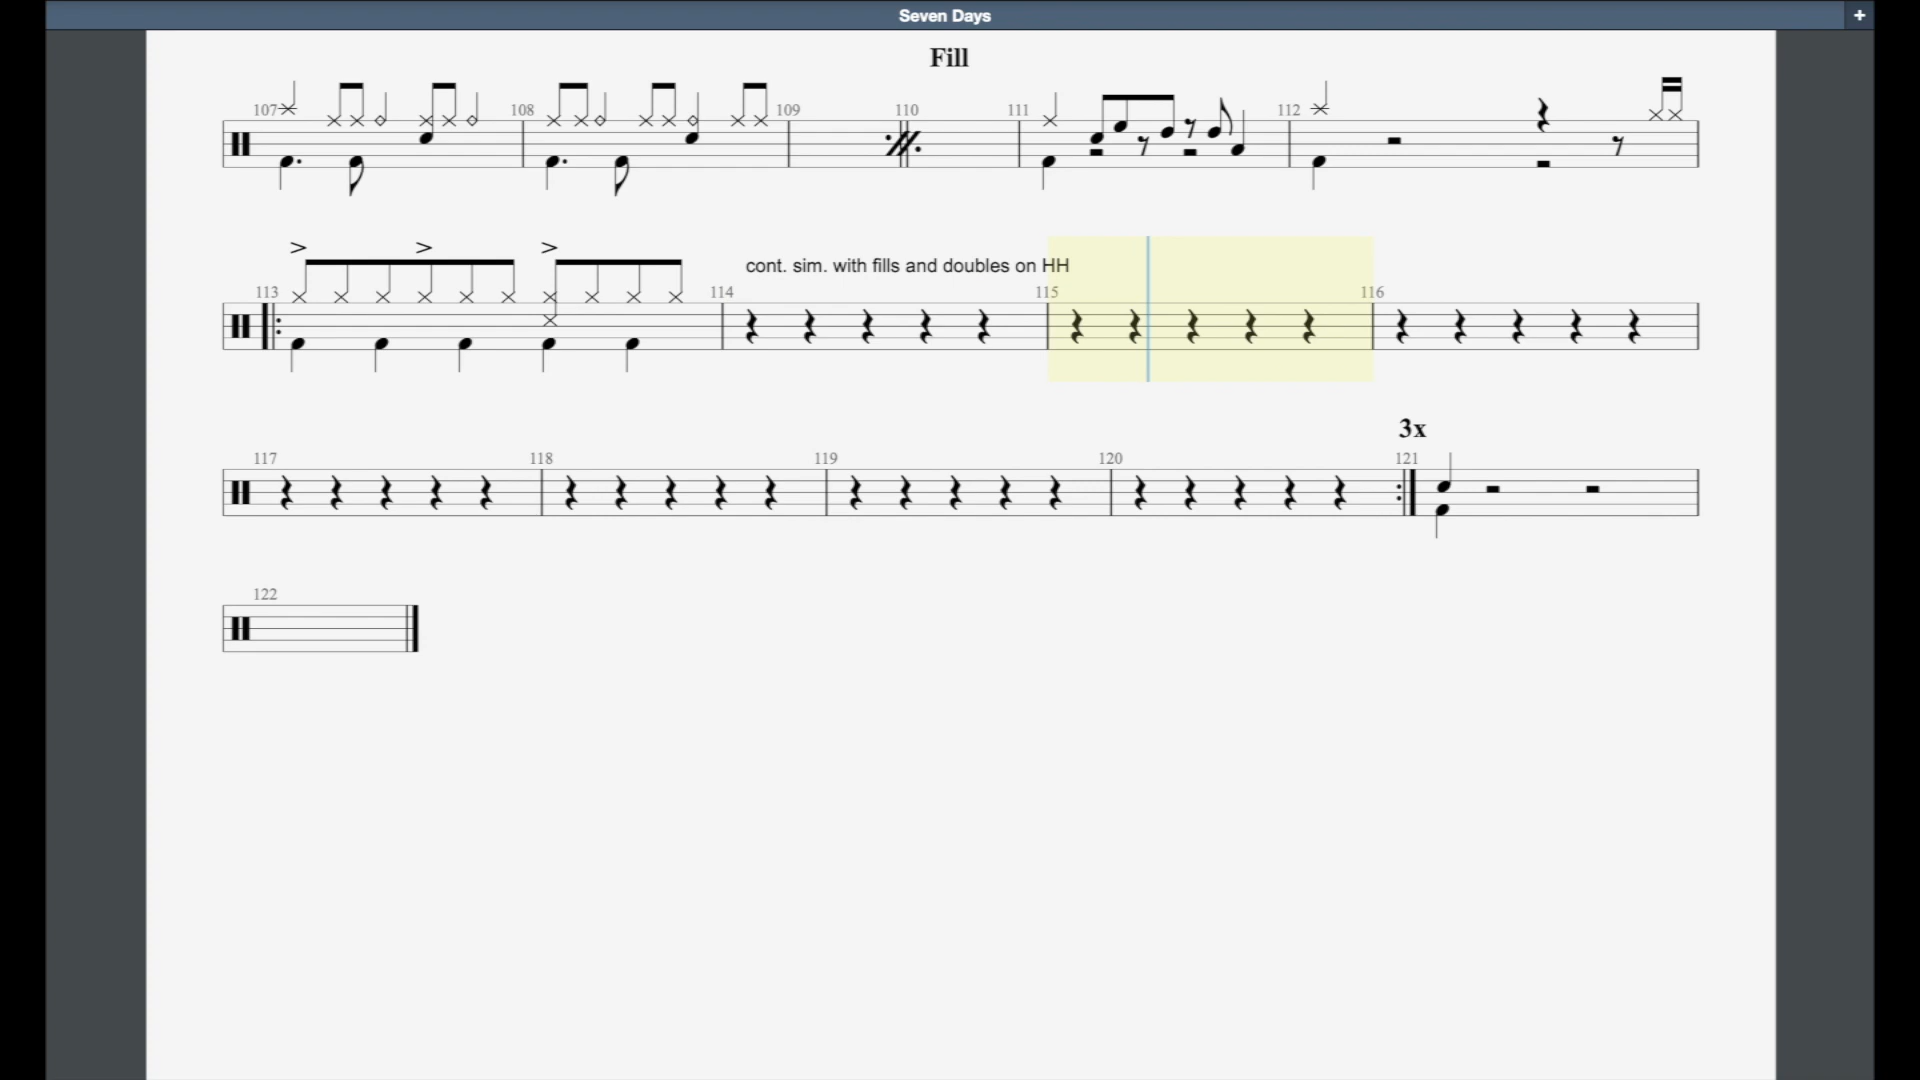 Seven Days
+
Fill
107 108 109 110 111 112
cont. sim. with fills and doubles on HH
113 114 115 116
3x
117 118 119 120 121
122